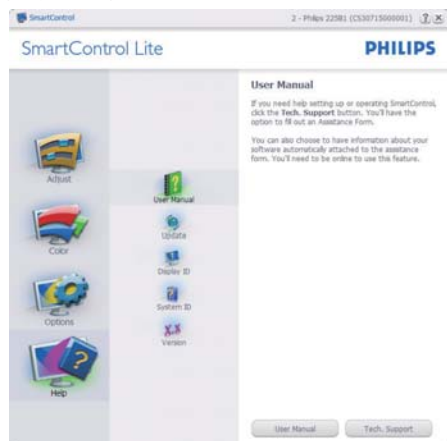 SmartControl
2 - Philips 225B1 (CS30715000001)
SmartControl Lite
PHILIPS
Adjust
Color
Options
Help
User Manual
Update
Display ID
System ID
X.X
Version
User Manual
If you need help setting up or operating SmartControl,
click the Tech. Support button. You'll have the
option to fill out an Assistance Form.
You can also choose to have information about your
software automatically attached to the assistance
form. You'll need to be online to use this feature.
User Manual
Tech. Support